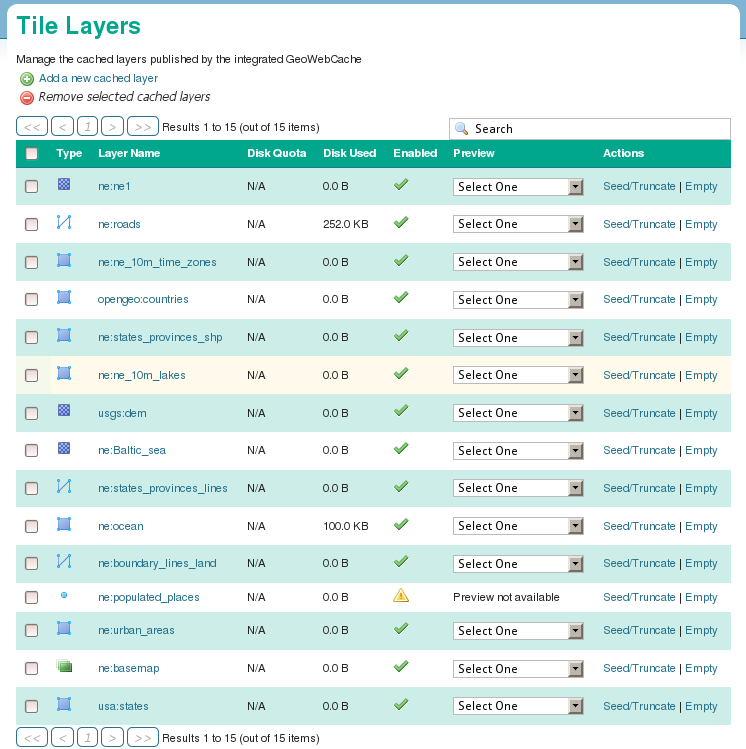 Tile Layers
Manage the cached layers published by the integrated GeoWebCache
Add a new cached layer
Remove selected cached layers
<< < 1 > >> Results 1 to 15 (out of 15 items) Search
Type Layer Name Disk Quota Disk Used Enabled Preview Actions
ne:ne1 N/A 0.0 B Select One Seed/Truncate | Empty
ne:roads N/A 252.0 KB Select One Seed/Truncate | Empty
ne:ne_10m_time_zones N/A 0.0 B Select One Seed/Truncate | Empty
opengeo:countries N/A 0.0 B Select One Seed/Truncate | Empty
ne:states_provinces_shp N/A 0.0 B Select One Seed/Truncate | Empty
ne:ne_10m_lakes N/A 0.0 B Select One Seed/Truncate | Empty
usgs:dem N/A 0.0 B Select One Seed/Truncate | Empty
ne:Baltic_sea N/A 0.0 B Select One Seed/Truncate | Empty
ne:states_provinces_lines N/A 0.0 B Select One Seed/Truncate | Empty
ne:ocean N/A 100.0 KB Select One Seed/Truncate | Empty
ne:boundary_lines_land N/A 0.0 B Select One Seed/Truncate | Empty
ne:populated_places N/A 0.0 B Preview not available Seed/Truncate | Empty
ne:urban_areas N/A 0.0 B Select One Seed/Truncate | Empty
ne:basemap N/A 0.0 B Select One Seed/Truncate | Empty
usa:states N/A 0.0 B Select One Seed/Truncate | Empty
<< < 1 > >> Results 1 to 15 (out of 15 items)